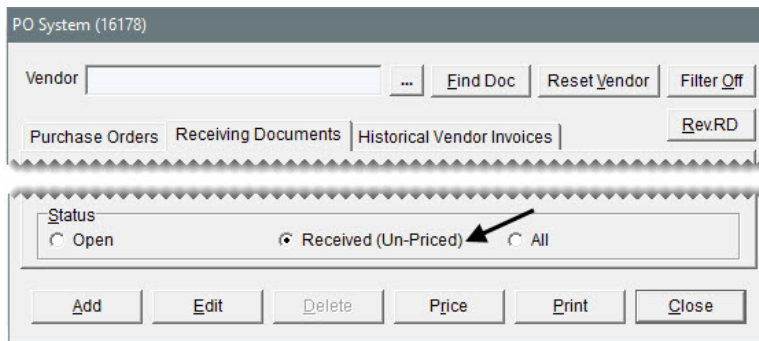 PO System (16178)
Vendor ... Find Doc Reset Vendor Filter Off
Rev.RD
Purchase Orders Receiving Documents Historical Vendor Invoices
Status
Open Received (Un-Priced) All
Add Edit Delete Price Print Close